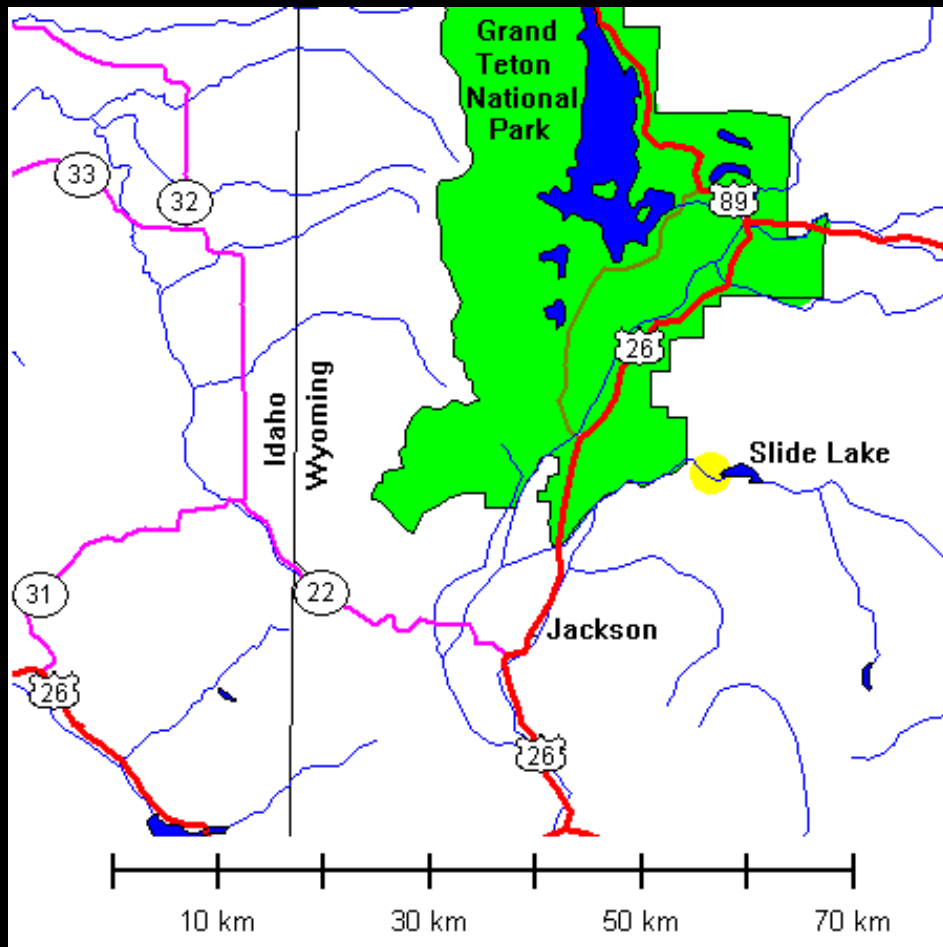 Grand
Teton
National
Park
33
32
89
26
Idaho
Wyoming
Slide Lake
31
22
Jackson
26
26
10 km
30 km
50 km
70 km